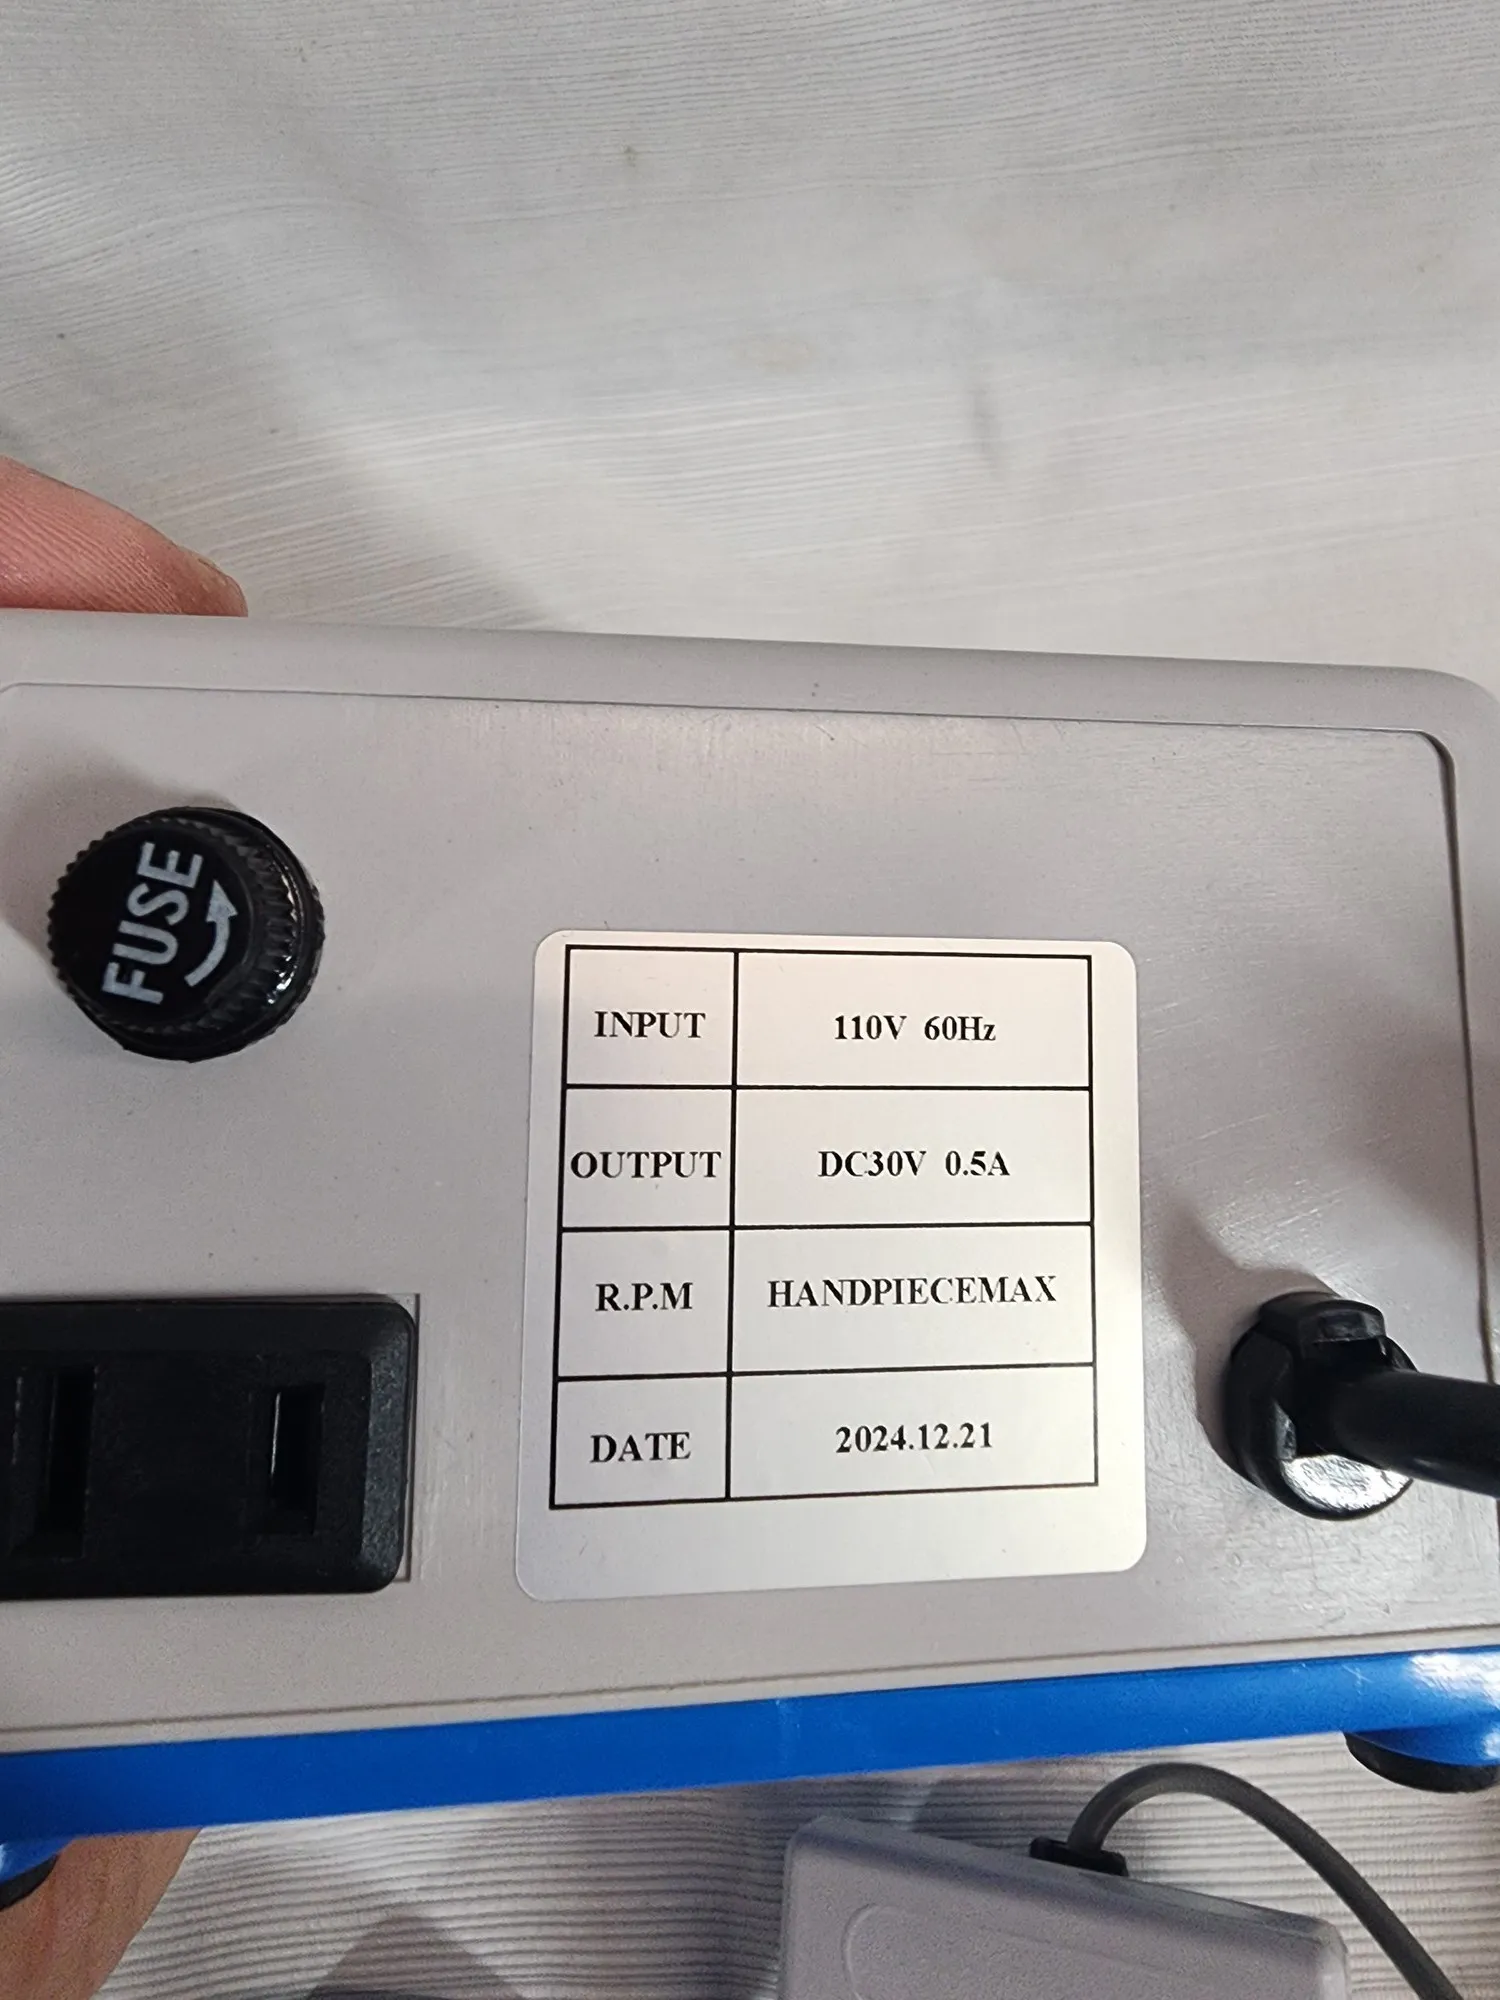 FUSE
INPUT 110V 60Hz
OUTPUT DC30V 0.5A
R.P.M HANDPIECEMAX
DATE 2024.12.21